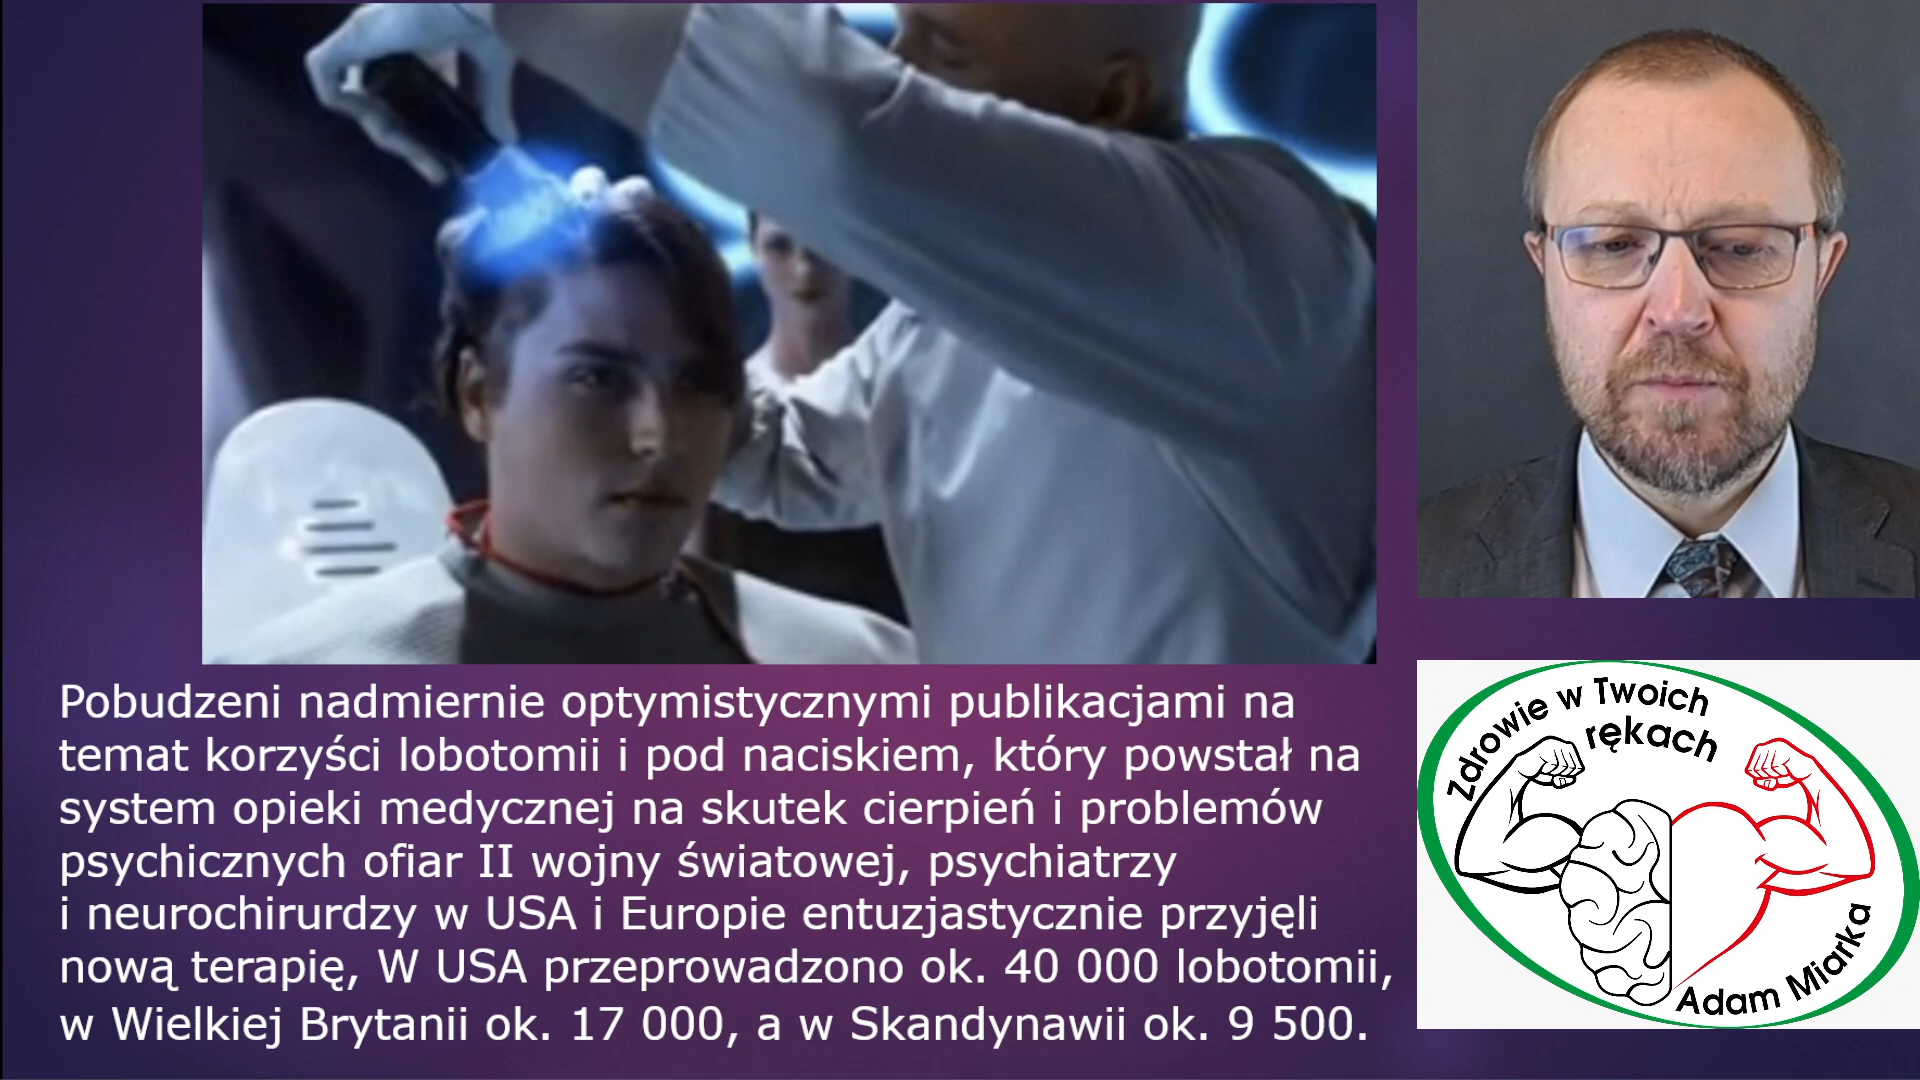 Pobudzeni nadmiernie optymistycznymi publikacjami na
temat korzyści lobotomii i pod naciskiem, który powstał na
system opieki medycznej na skutek cierpień i problemów
psychicznych ofiar II wojny światowej, psychiatrzy
i neurochirurdzy w USA i Europie entuzjastycznie przyjęli
nową terapię, W USA przeprowadzono ok. 40 000 lobotomii,
w Wielkiej Brytanii ok. 17 000, a w Skandynawii ok. 9 500.
Zdrowie w Twoich
rękach
Adam Miarka